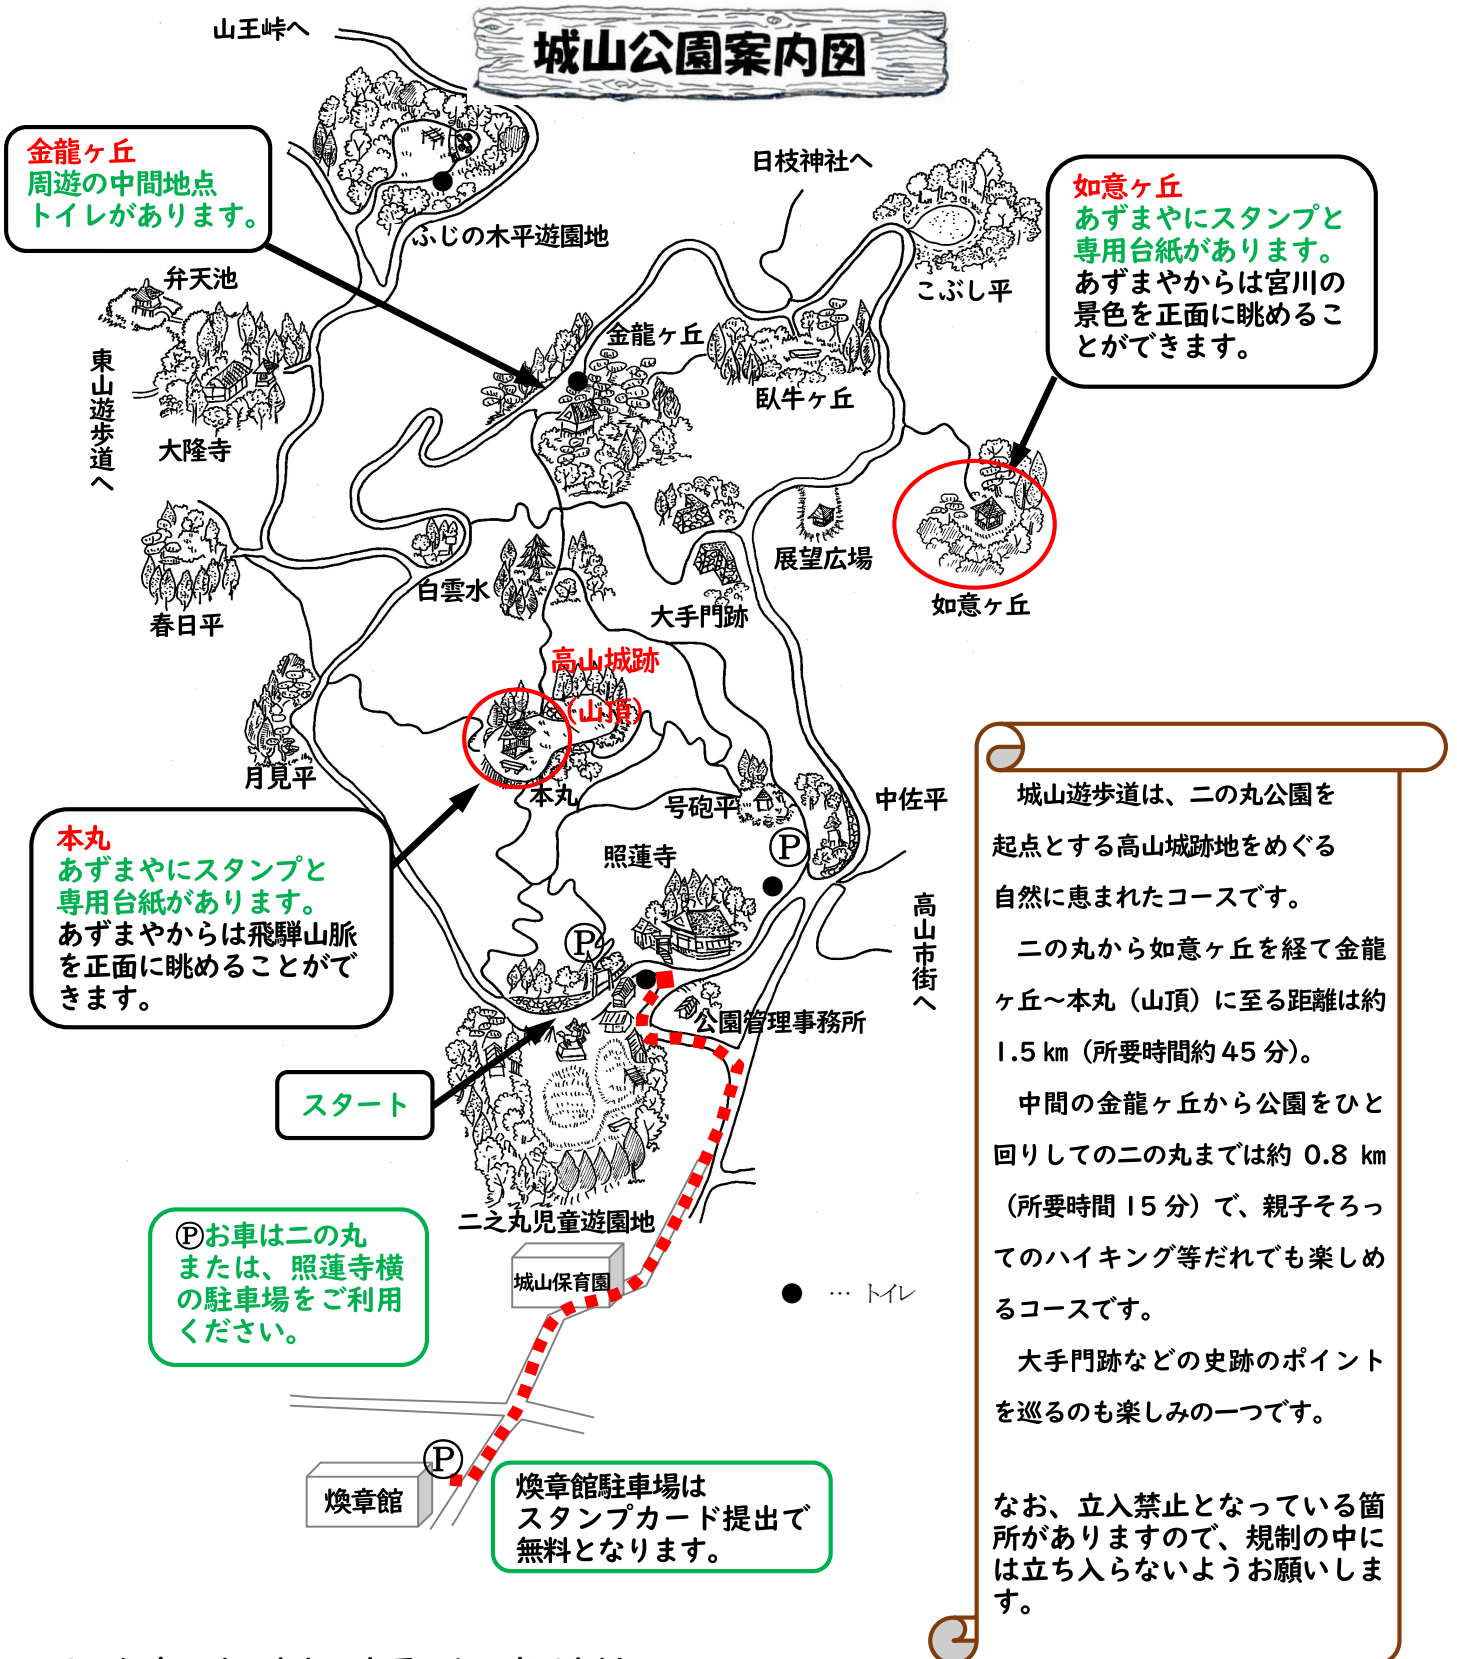 城山公園案内図
山王峠へ
金龍ヶ丘
周遊の中間地点
トイレがあります。
ふじの木平遊園地
日枝神社へ
こぶし平
如意ヶ丘
あずまやにスタンプと
専用台紙があります。
あずまやからは宮川の
景色を正面に眺めるこ
とができます。
弁天池
東山遊歩道へ
大隆寺
金龍ヶ丘
臥牛ヶ丘
展望広場
如意ヶ丘
白雲水
大手門跡
春日平
高山城跡
(山頂)
月見平
本丸
号砲平
中佐平
照蓮寺
Ⓟ
本丸
あずまやにスタンプと
専用台紙があります。
あずまやからは飛騨山脈
を正面に眺めることがで
きます。
高山市街へ
Ⓟ
公園管理事務所
スタート
二之丸児童遊園地
Ⓟお車は二の丸
または、照蓮寺横
の駐車場をご利用
ください。
城山保育園
● … トイレ
Ⓟ
煥章館
煥章館駐車場は
スタンプカード提出で
無料となります。
城山遊歩道は、二の丸公園を
起点とする高山城跡地をめぐる
自然に恵まれたコースです。
二の丸から如意ヶ丘を経て金龍
ヶ丘～本丸（山頂）に至る距離は約
1.5㎞（所要時間約45分）。
中間の金龍ヶ丘から公園をひと
回りしての二の丸までは約 0.8 ㎞
（所要時間15分）で、親子そろっ
てのハイキング等だれでも楽しめ
るコースです。
大手門跡などの史跡のポイント
を巡るのも楽しみの一つです。
なお、立入禁止となっている箇
所がありますので、規制の中に
は立ち入らないようお願いしま
す。